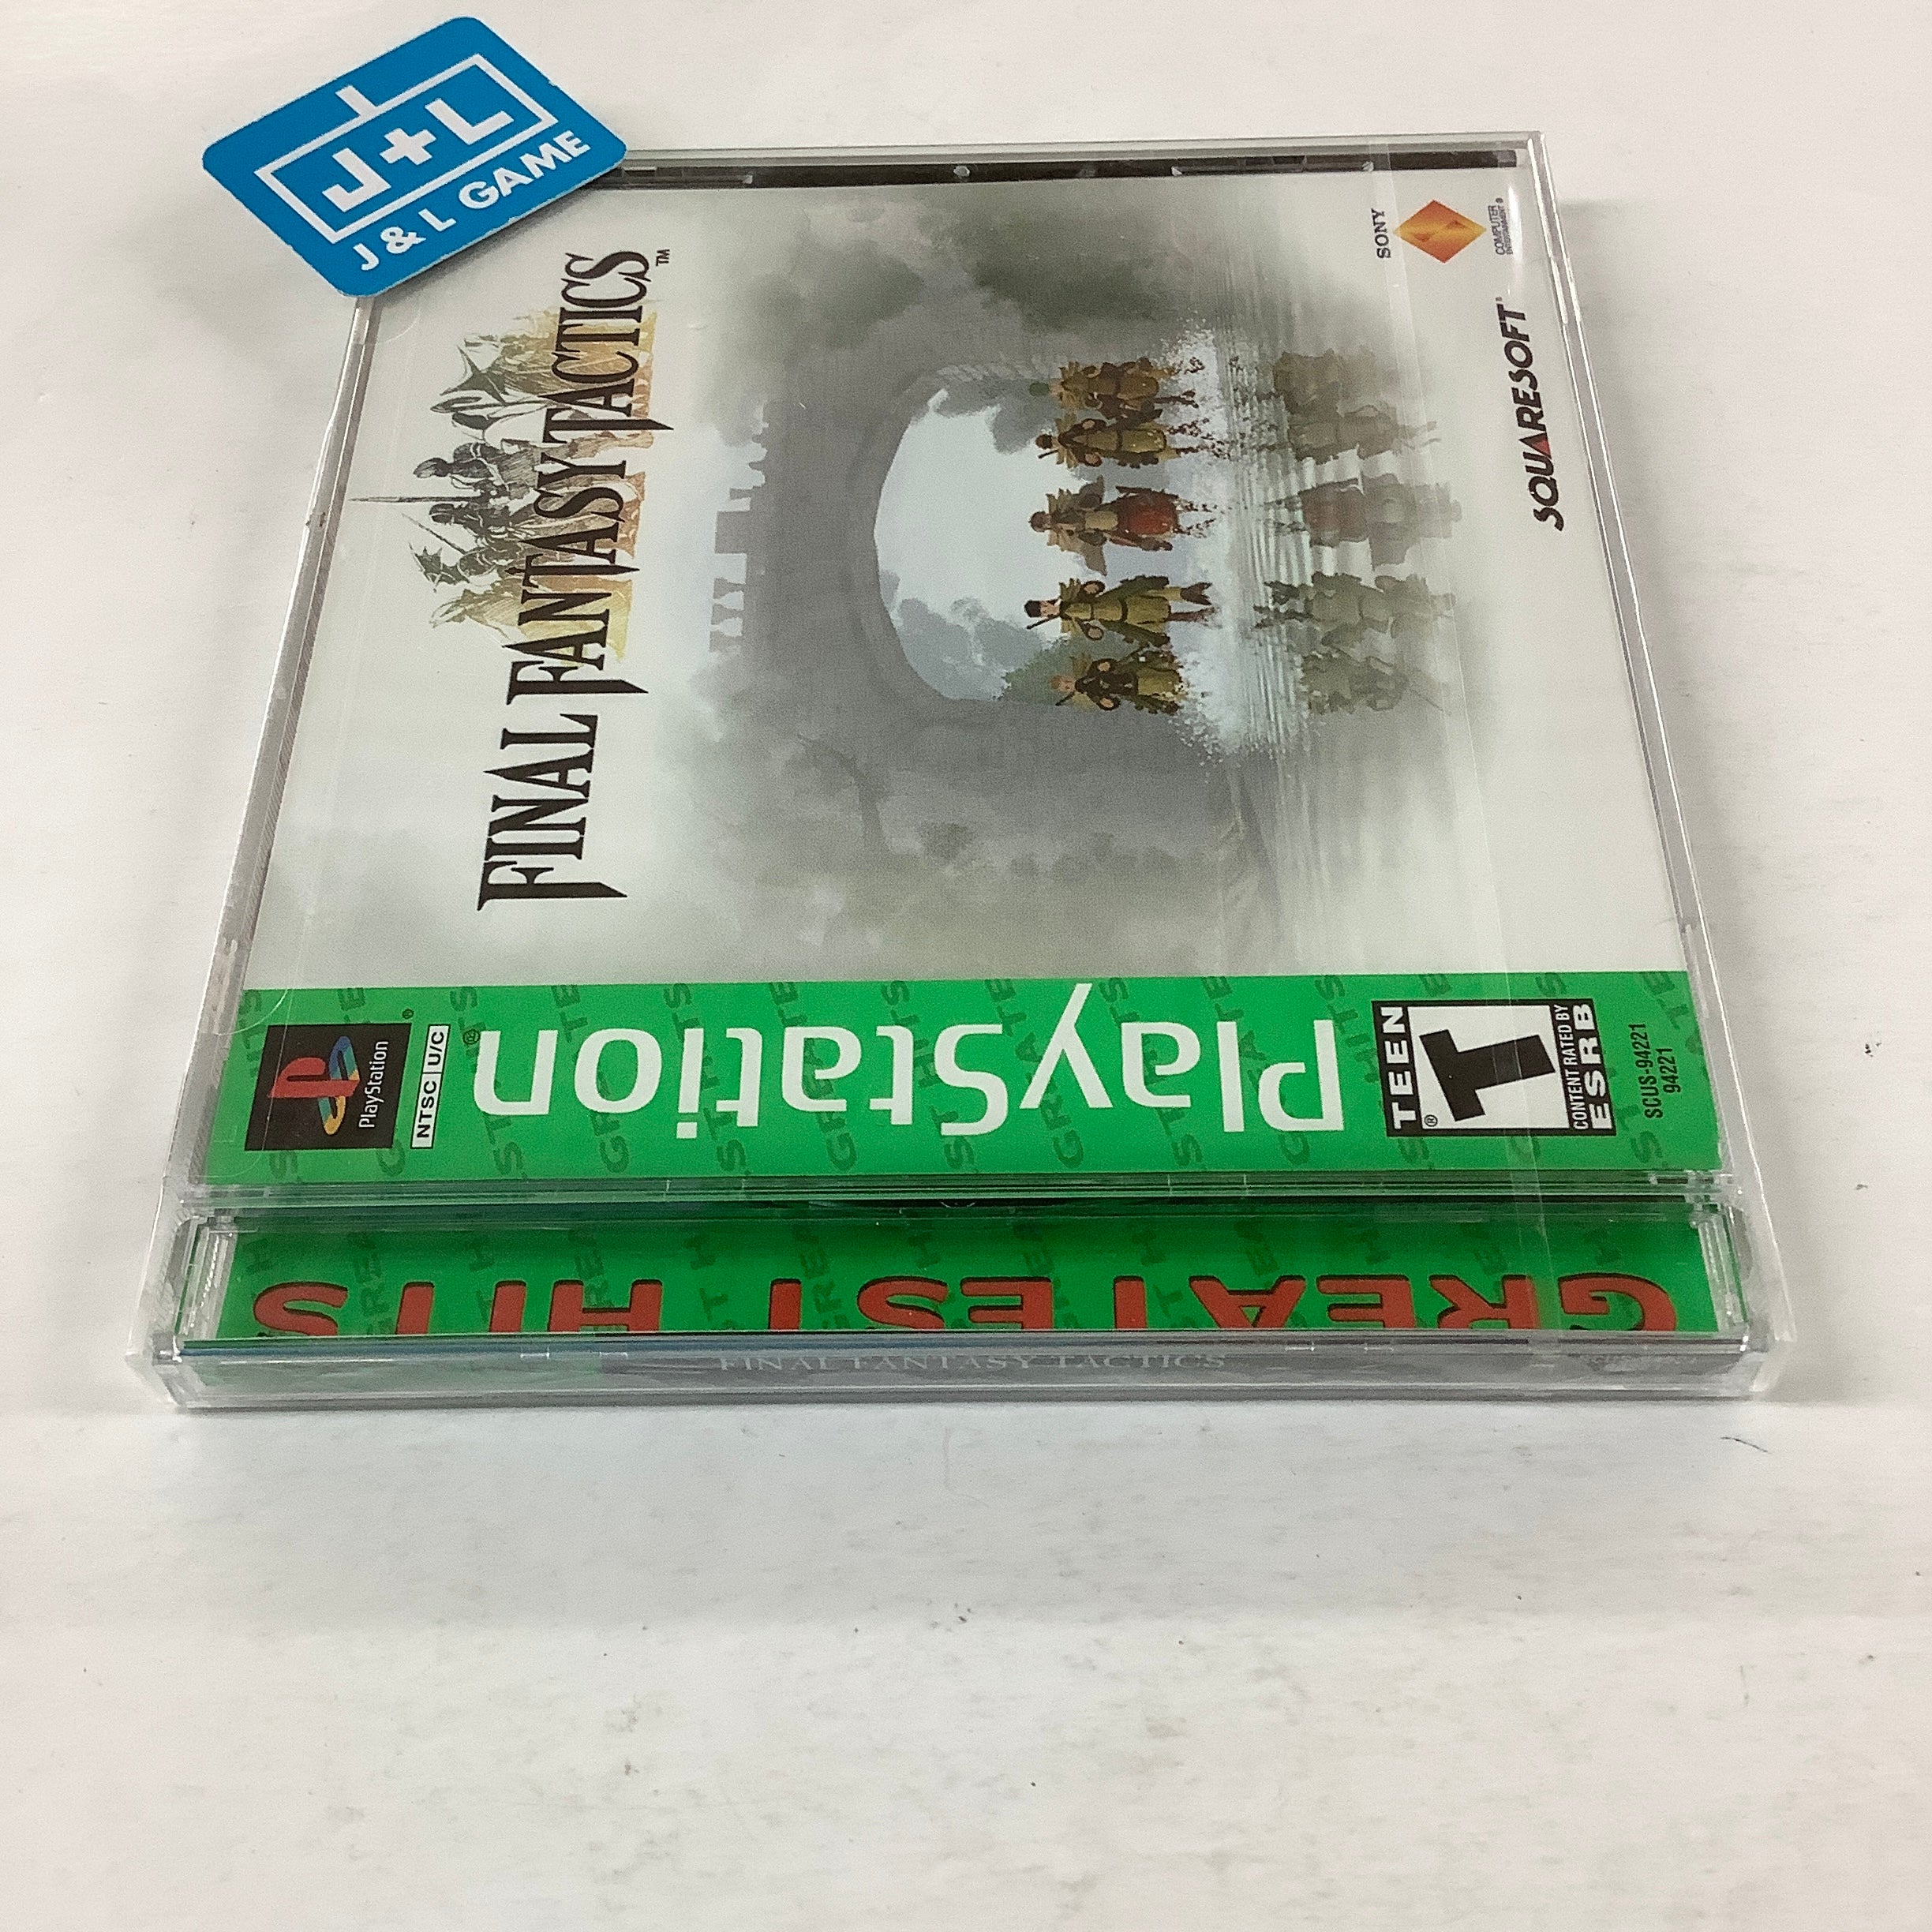 J+L
J & L GAME
FINAL FANTASY TACTICS™
SONY
COMPUTER
ENTERTAINMENT®
SQUARESOFT®
PlayStation®
NTSC U/C
PlayStation®
TEEN
T
®
CONTENT RATED BY
ESRB
SCUS-94221
94221
GREATEST HITS
FINAL FANTASY TACTICS